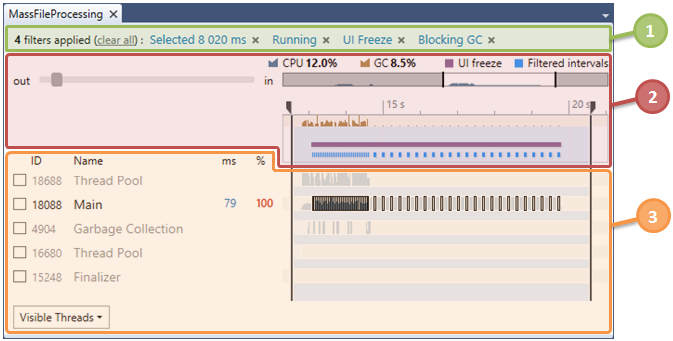 MassFileProcessing
4 filters applied (clear all) : Selected 8 020 ms × Running × UI Freeze × Blocking GC ×
1
CPU 12.0% GC 8.5% UI freeze Filtered intervals
out in
2
15 s 20 s
ID Name ms %
18688 Thread Pool
18088 Main 79 100
3
4904 Garbage Collection
16680 Thread Pool
15248 Finalizer
Visible Threads